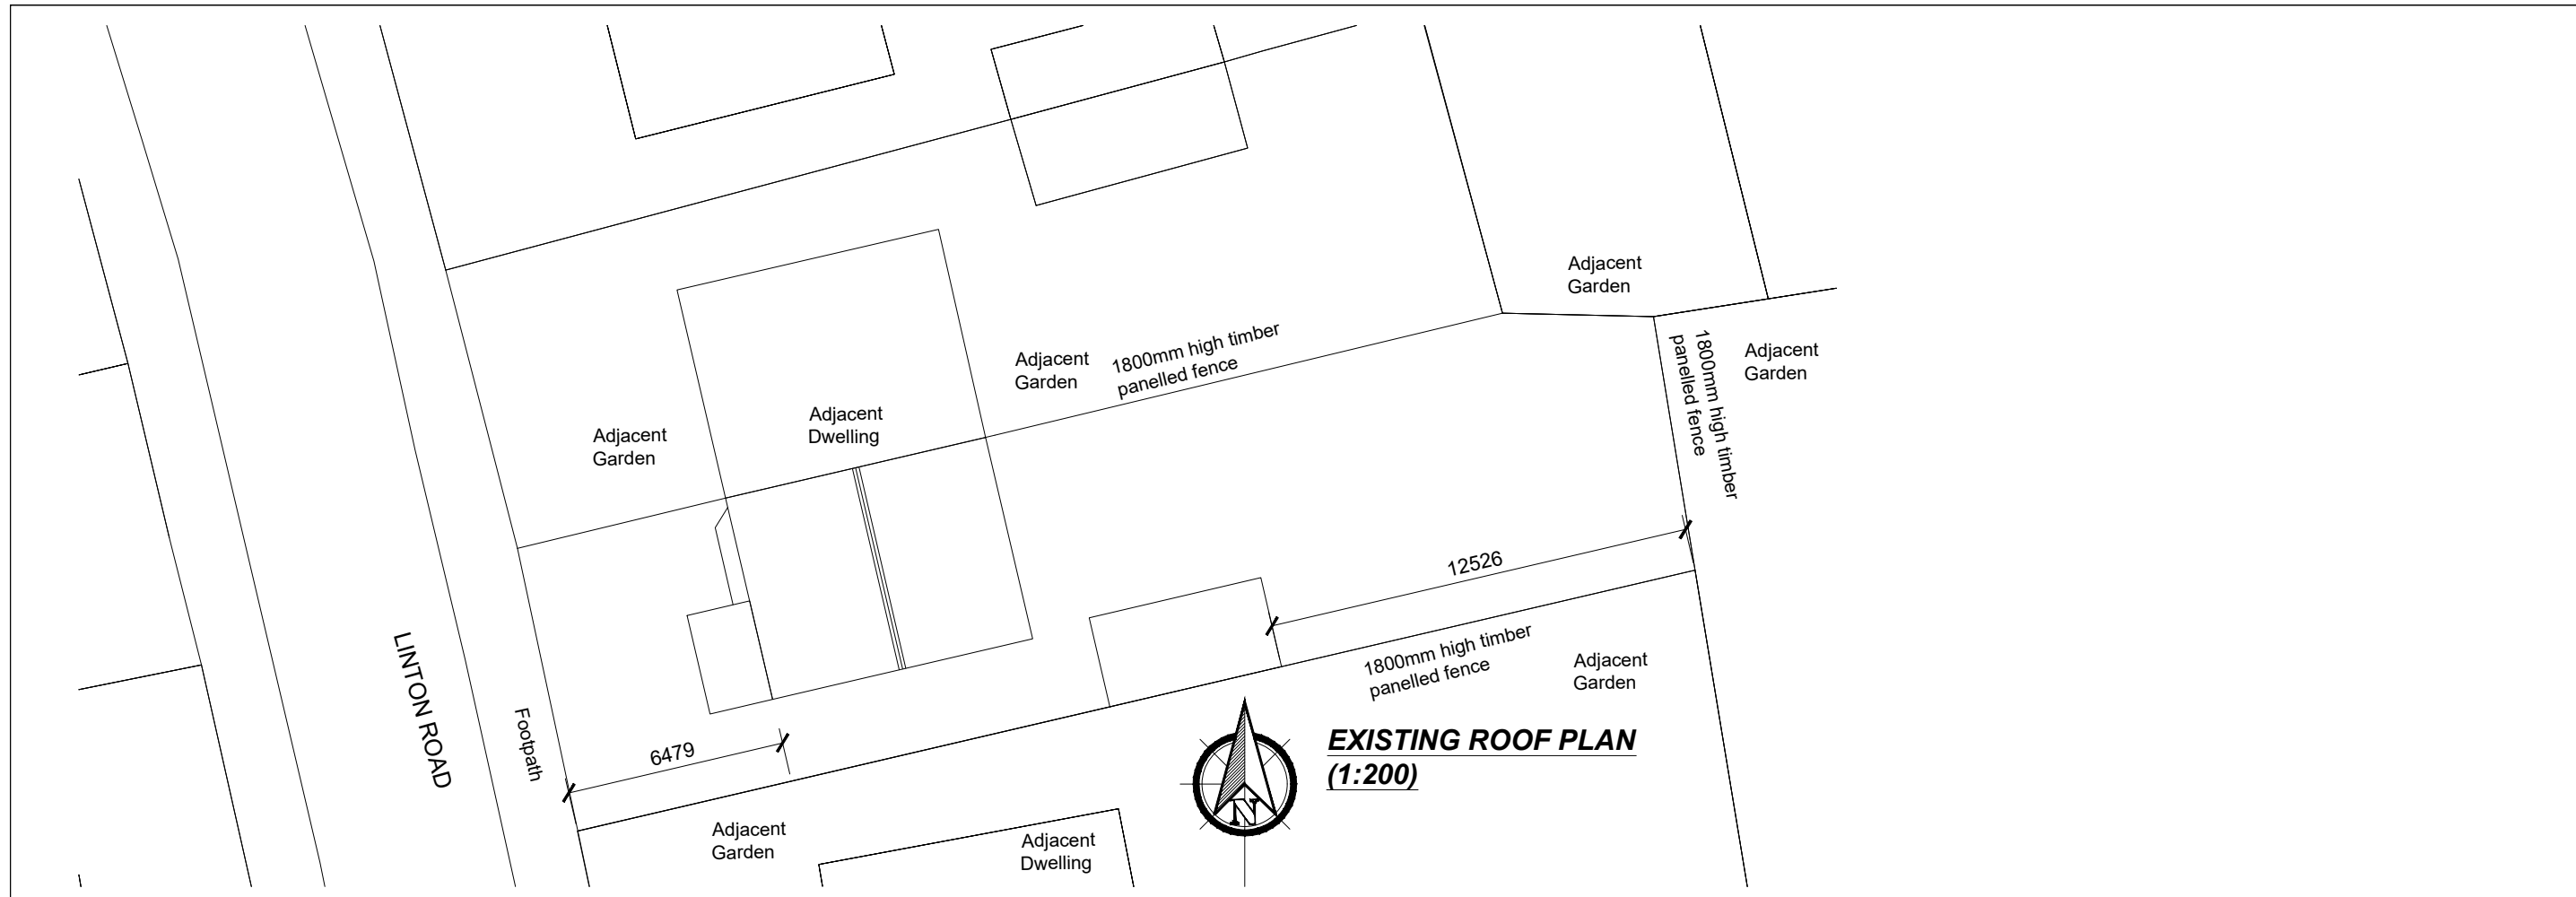 Adjacent
Garden
Adjacent
Garden
1800mm high timber
panelled fence
1800mm high timber
panelled fence
Adjacent
Garden
Adjacent
Garden
Adjacent
Dwelling
12526
LINTON ROAD
Footpath
6479
1800mm high timber
panelled fence
Adjacent
Garden
EXISTING ROOF PLAN
(1:200)
N
Adjacent
Garden
Adjacent
Dwelling